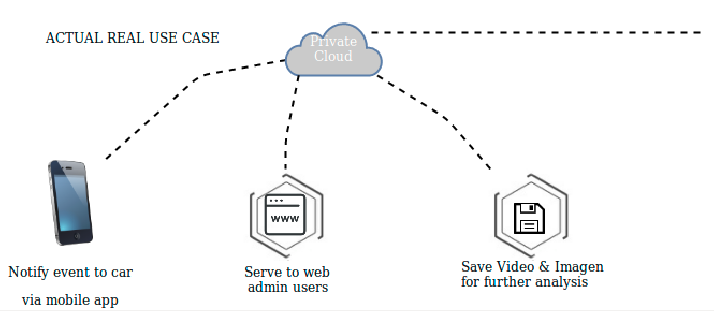 ACTUAL REAL USE CASE
Private
Cloud
www
Notify event to car
via mobile app
Serve to web
admin users
Save Video & Imagen
for further analysis